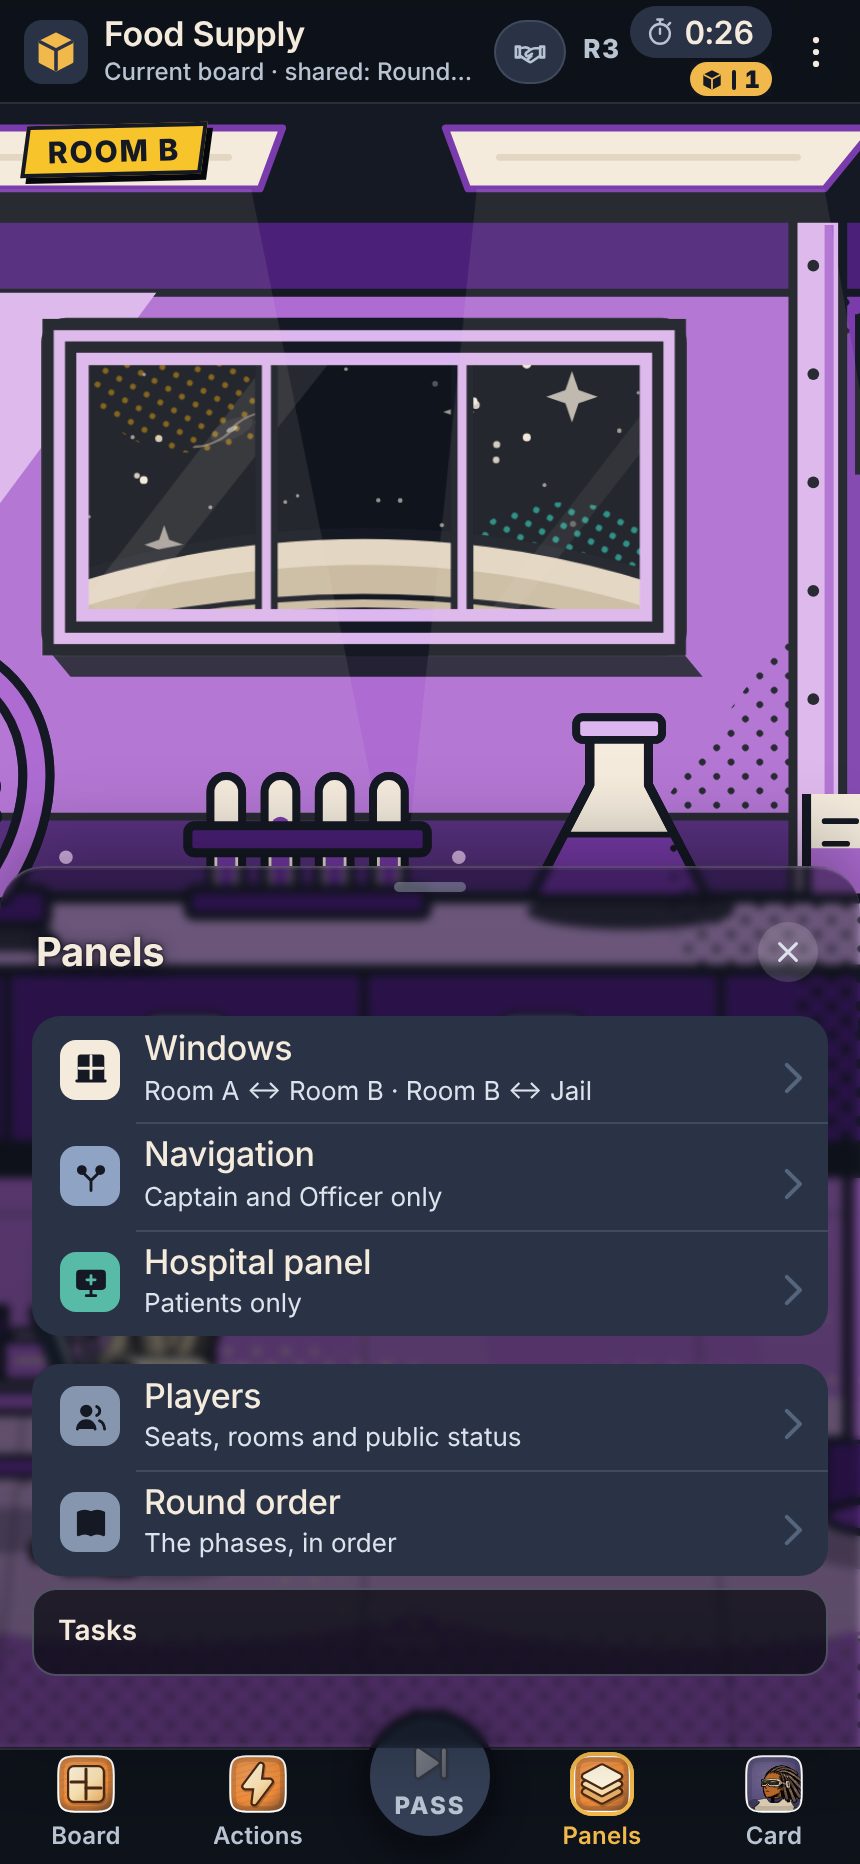 Food Supply
Current board · shared: Round...
R3
0:26
1
ROOM B
Panels
Windows
Room A ↔ Room B · Room B ↔ Jail
Navigation
Captain and Officer only
Hospital panel
Patients only
Players
Seats, rooms and public status
Round order
The phases, in order
Tasks
PASS
Board
Actions
Panels
Card